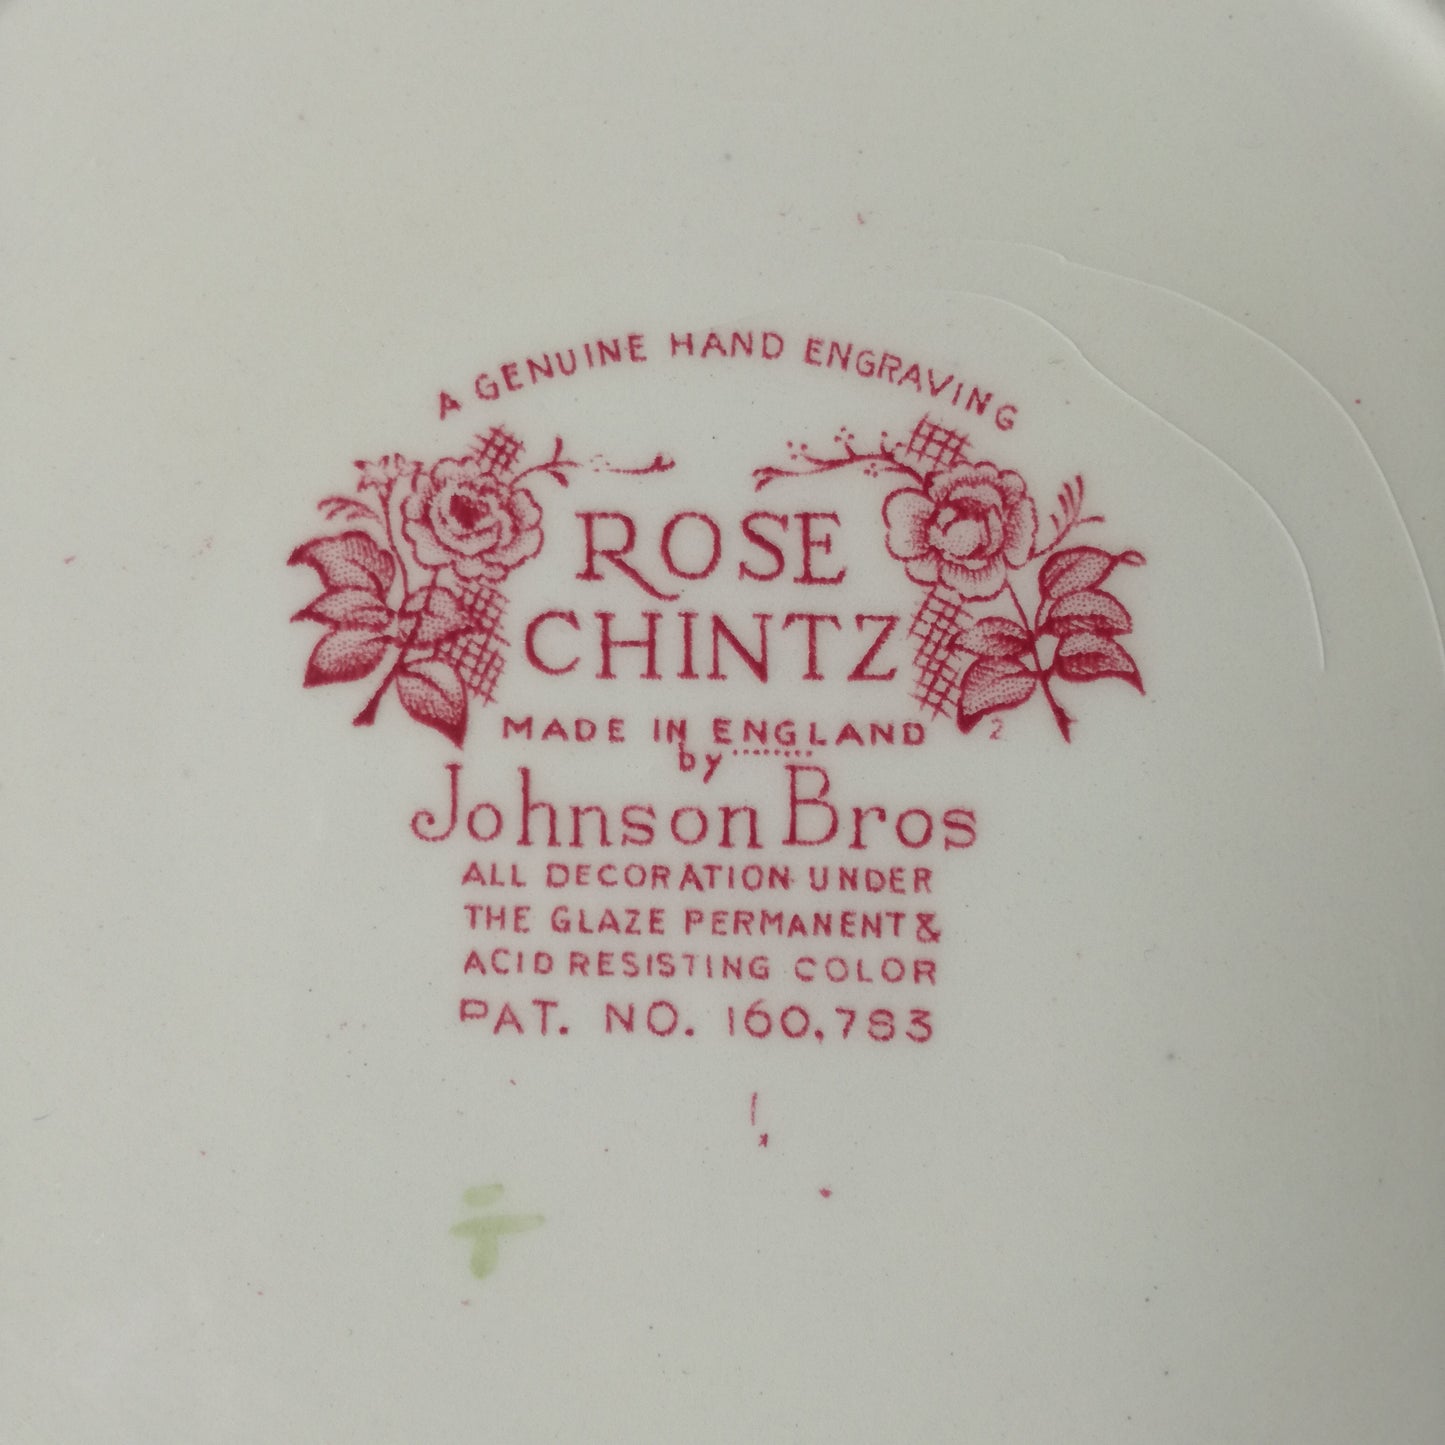 A GENUINE HAND ENGRAVING
ROSE
CHINTZ
MADE IN ENGLAND
2
by
Johnson Bros
ALL DECORATION UNDER
THE GLAZE PERMANENT &
ACID RESISTING COLOR
PAT. NO. 160,783